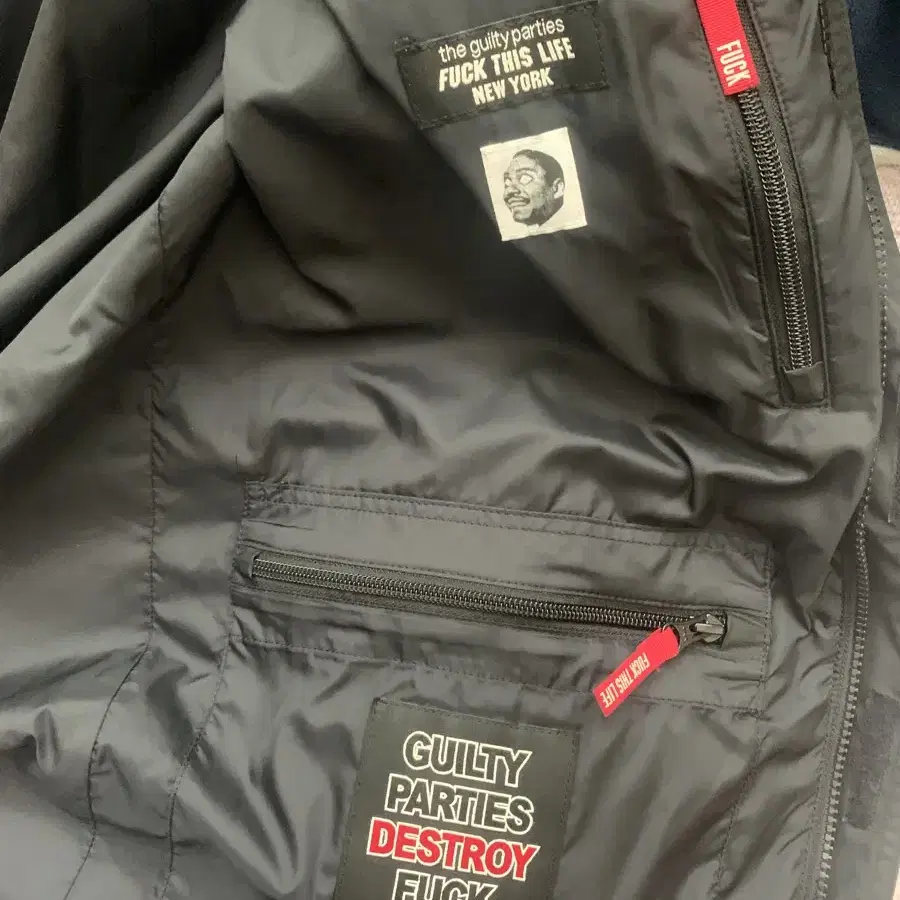 the guilty parties
FUCK THIS LIFE
NEW YORK
FUCK
FUCK THIS LIFE
GUILTY
PARTIES
DESTROY
FUCK